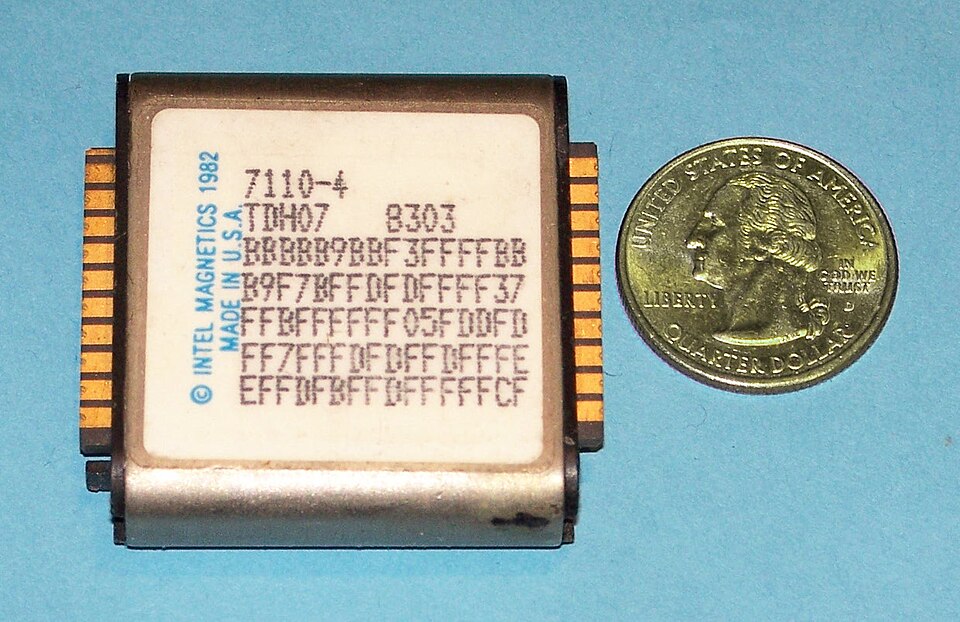 © INTEL MAGNETICS 1982
MADE IN U.S.A.
7110-4
TDH07 8303
BBBBB9BBF3FFFFBB
B9F7BFFDFDFFFF37
FFBFFFFFFF05FDDFD
FF7FFFDFDFFDFFFE
EFFDFBFFDFFFFFCF
UNITED STATES OF AMERICA
LIBERTY
IN
GOD WE
TRUST
D
QUARTER DOLLAR